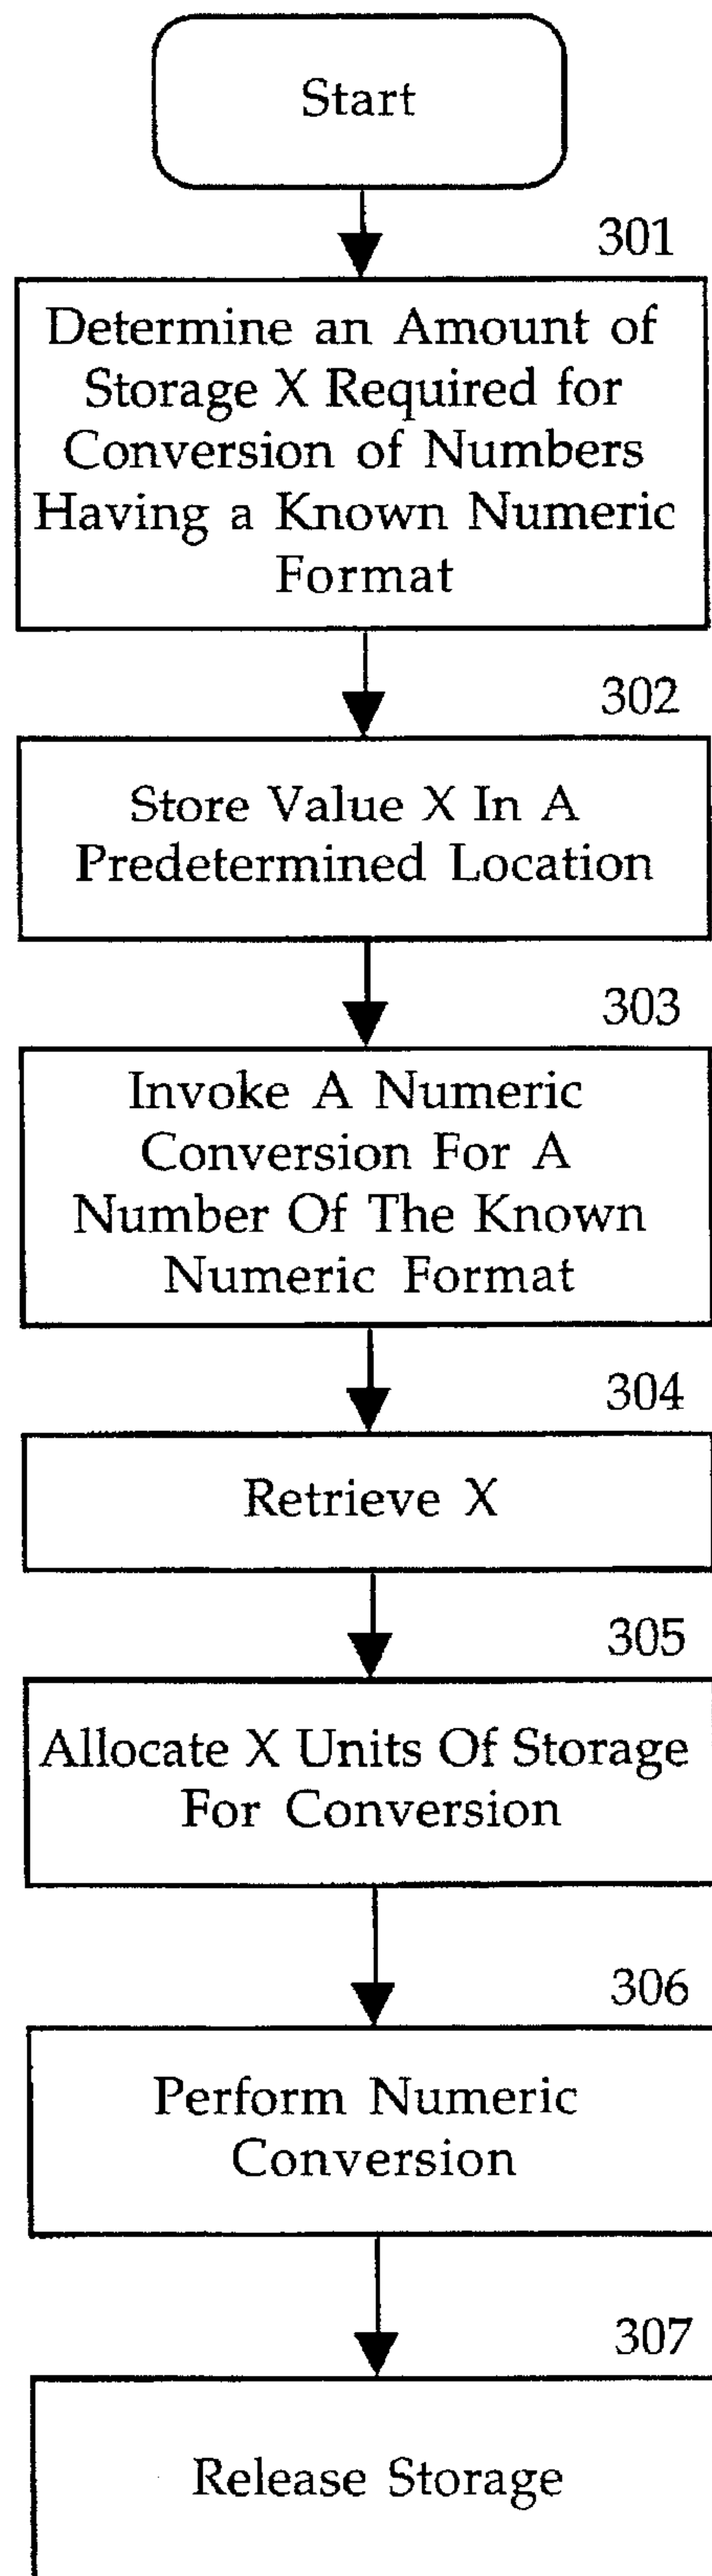 Start
301
Determine an Amount of
Storage X Required for
Conversion of Numbers
Having a Known Numeric
Format
302
Store Value X In A
Predetermined Location
303
Invoke A Numeric
Conversion For A
Number Of The Known
Numeric Format
304
Retrieve X
305
Allocate X Units Of Storage
For Conversion
306
Perform Numeric
Conversion
307
Release Storage